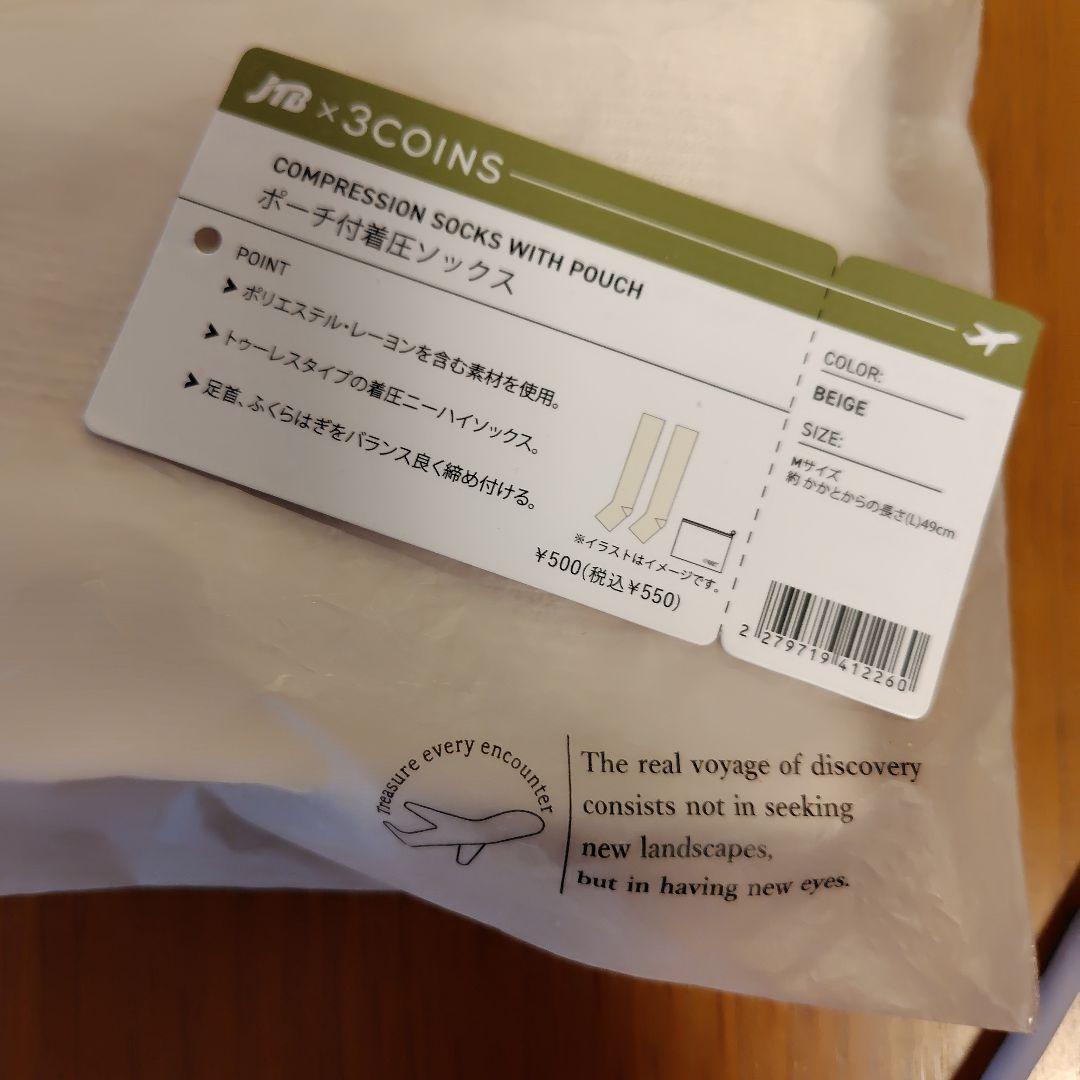 JTB × 3COINS
COMPRESSION SOCKS WITH POUCH
ポーチ付着圧ソックス
POINT
ポリエステル・レーヨンを含む素材を使用。
トゥーレスタイプの着圧ニーハイソックス。
足首、ふくらはぎをバランス良く締め付ける。
※イラストはイメージです。
¥500(税込¥550)
COLOR:
BEIGE
SIZE:
Mサイズ
約 かかとからの長さ(L)49cm
2 279719 412260
Treasure every encounter
The real voyage of discovery
consists not in seeking
new landscapes,
but in having new eyes.